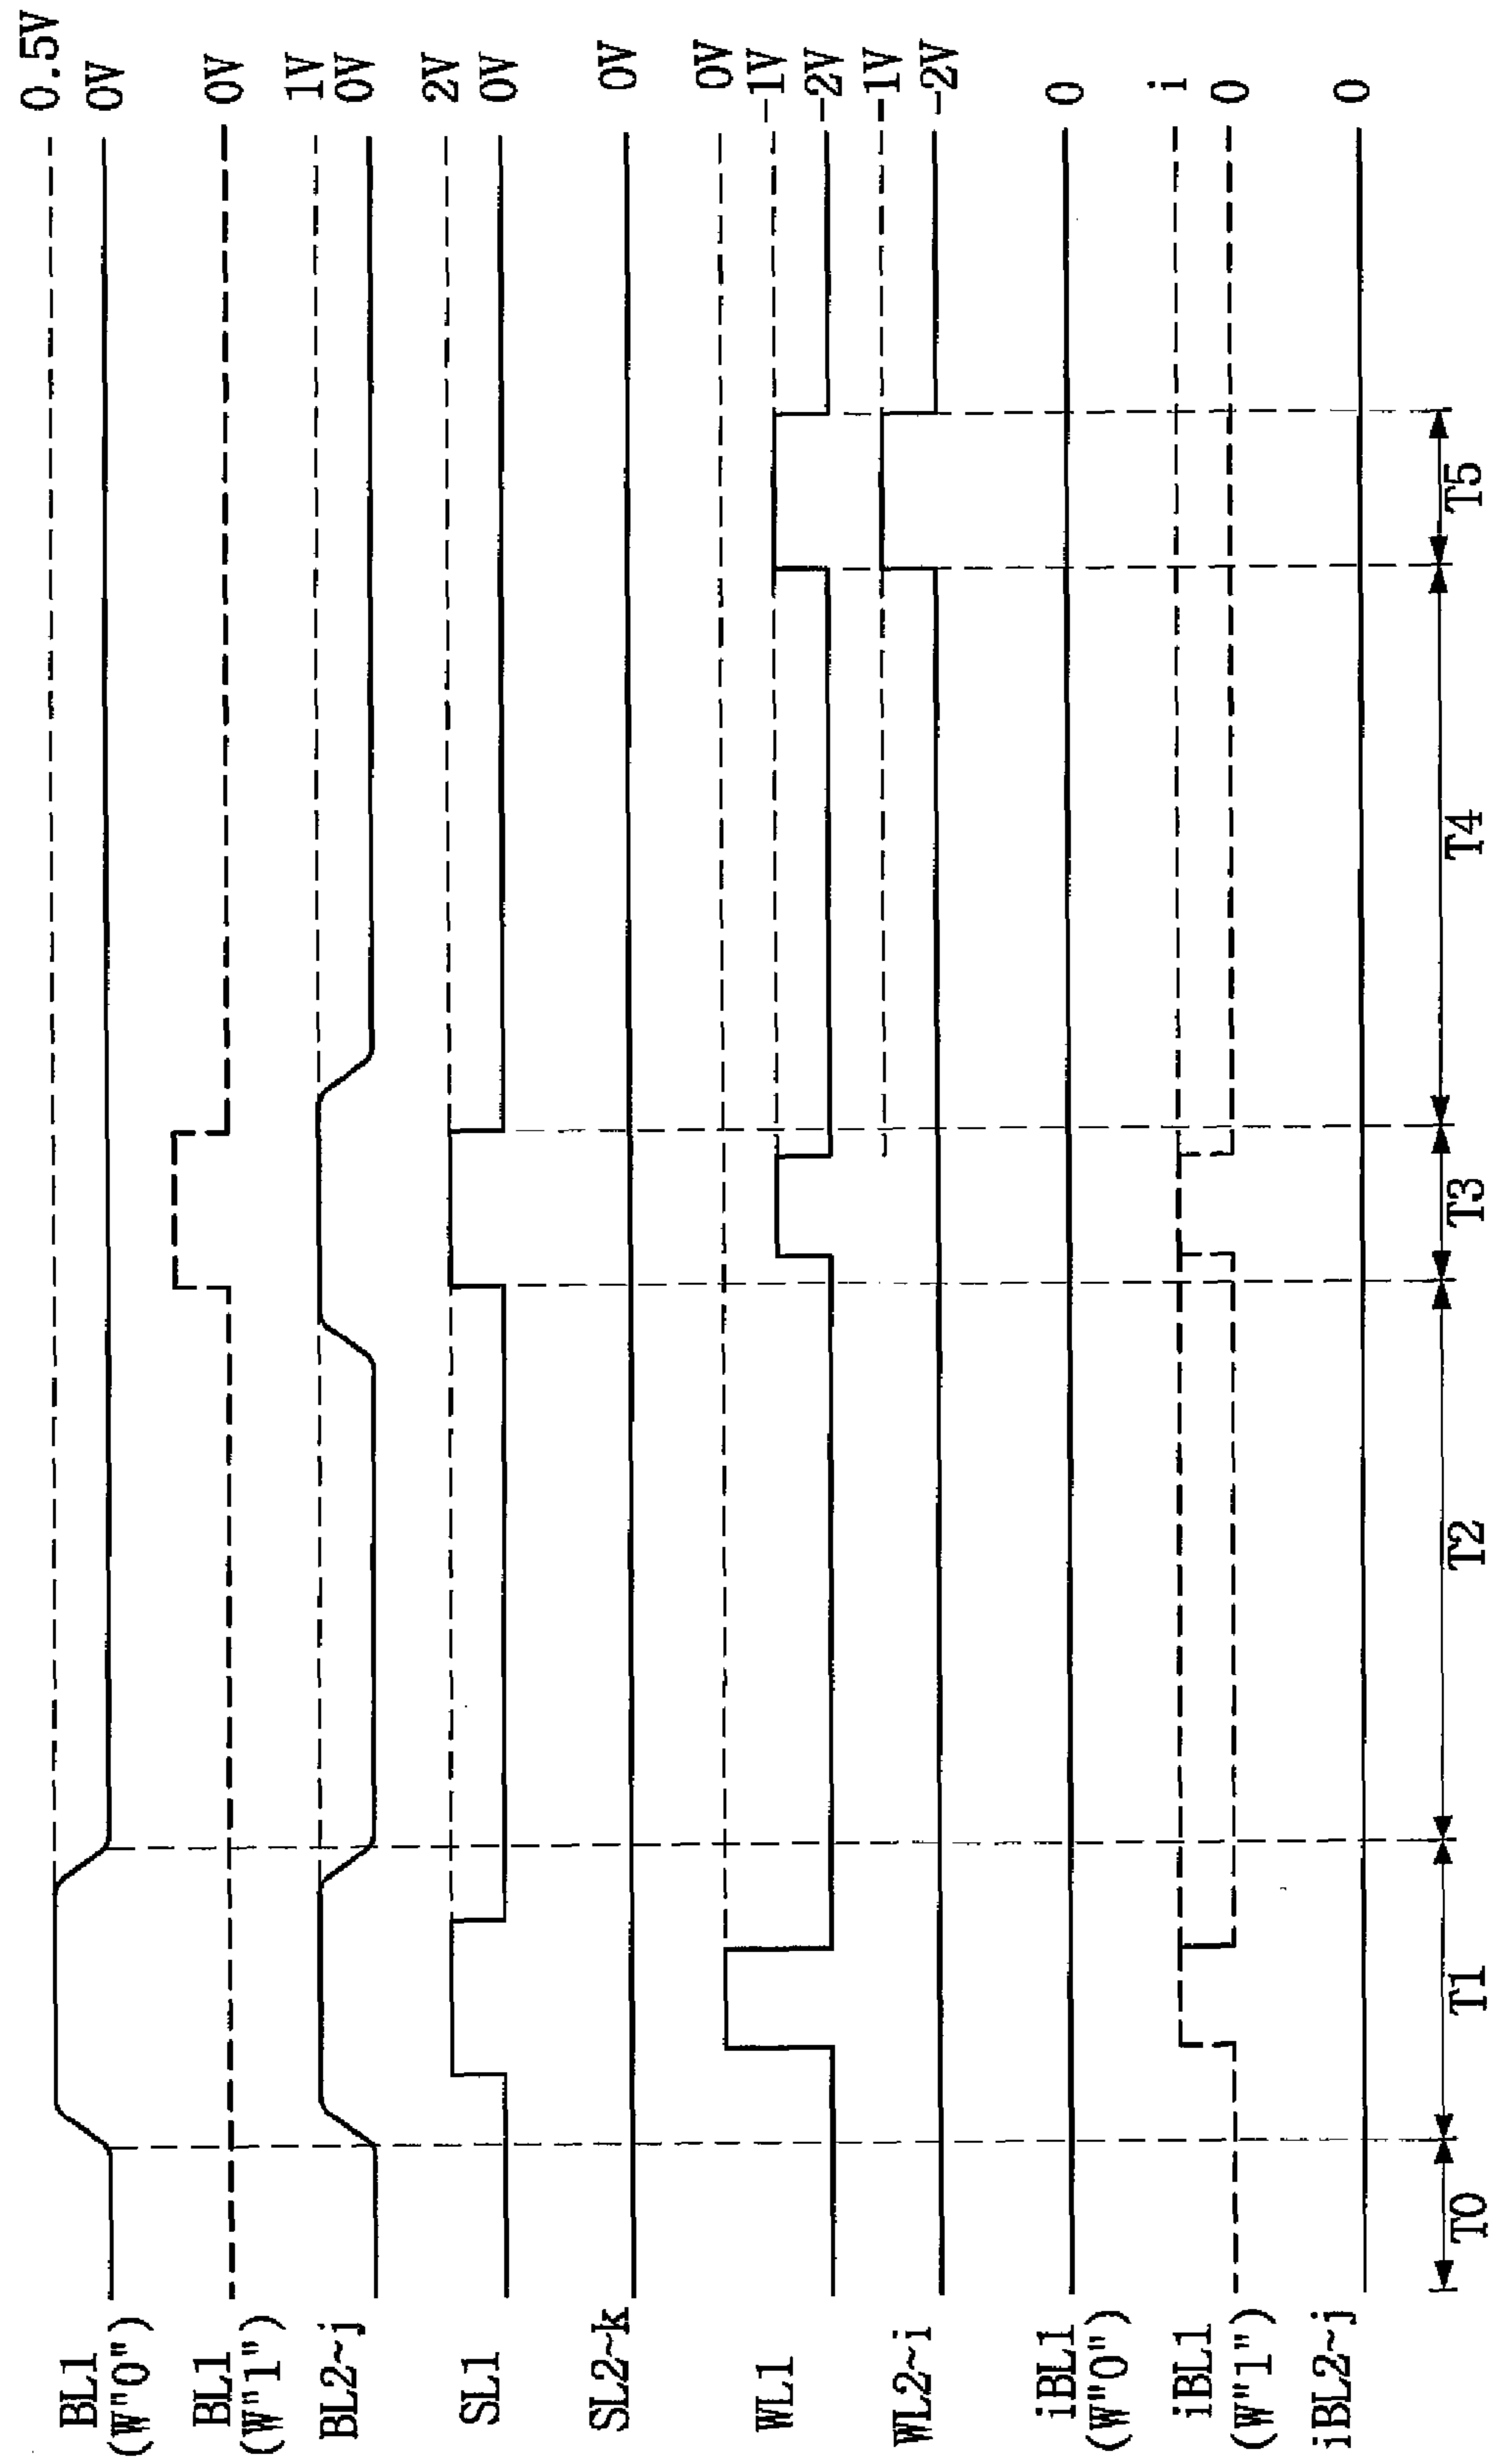 BL1
(W"0")
0.5V
0V
BL1
(W"1")
0V
BL2~j
1V
0V
SL1
2V
0V
SL2~k
0V
WL1
0V
-1V
-2V
WL2~i
-1V
-2V
iBL1
(W"0")
0
iBL1
(W"1")
i
0
iBL2~j
0
T0
T1
T2
T3
T4
T5